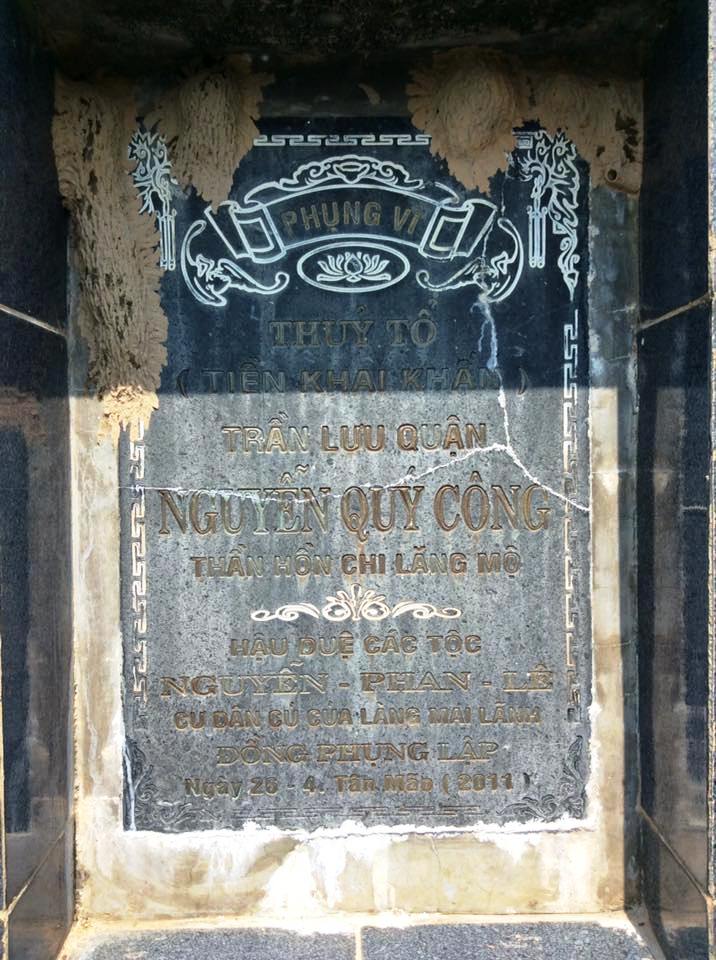 PHỤNG VÌ
THUỶ TỔ
( TIỀN KHAI KHẨN )
TRẦN LƯU QUẬN
NGUYỄN QUÝ CÔNG
THẦN HỒN CHI LĂNG MỘ
HẬU DUỆ CÁC TỘC
NGUYỄN - PHAN - LÊ
CƯ DÂN CŨ CỦA LÀNG MAI LÃNH
ĐỒNG PHỤNG LẬP
Ngày 26 - 4. Tân Mão ( 2011 )